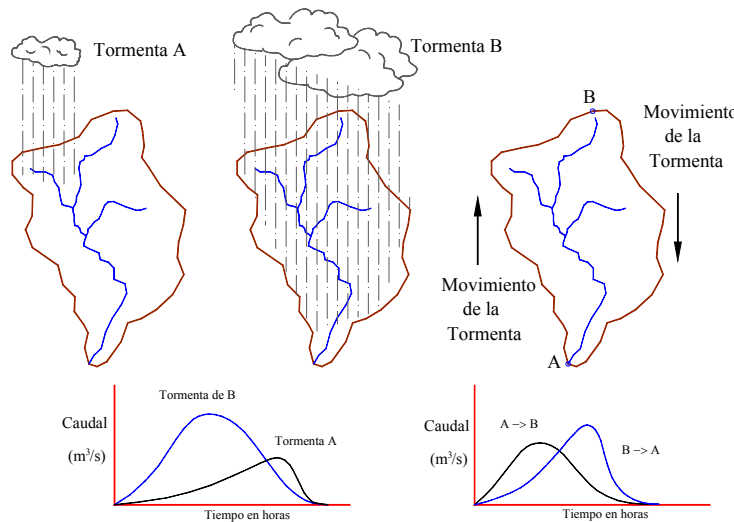 Tormenta A
Tormenta B
B
Movimiento
de la
Tormenta
Movimiento
de la
Tormenta
A
Tormenta de B
Caudal
(m³/s)
Tormenta A
Tiempo en horas
Caudal
(m³/s)
A –> B
B –> A
Tiempo en horas